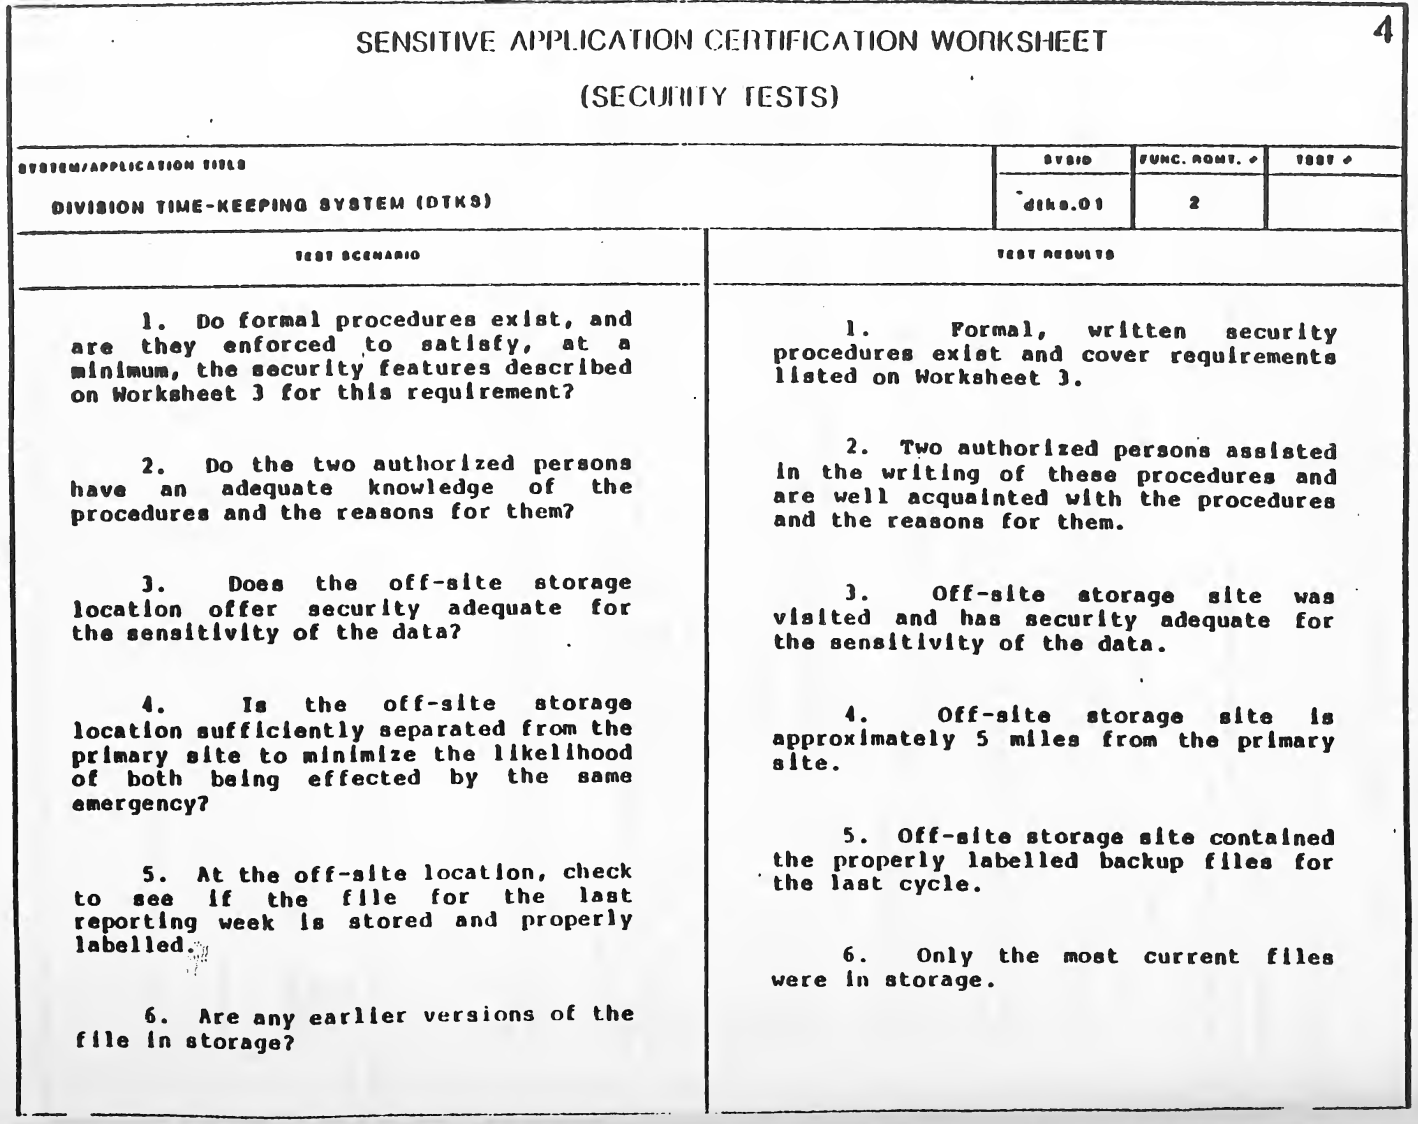 4
SENSITIVE APPLICATION CERTIFICATION WORKSHEET
(SECURITY TESTS)
SYSTEM/APPLICATION TITLE
SYSID
FUNC. RQMT. #
TEST #
DIVISION TIME-KEEPING SYSTEM (DTKS)
dtks.01
2
TEST SCENARIO
1. Do formal procedures exist, and
are they enforced to satisfy, at a
minimum, the security features described
on Worksheet 3 for this requirement?
2. Do the two authorized persons
have an adequate knowledge of the
procedures and the reasons for them?
3. Does the off-site storage
location offer security adequate for
the sensitivity of the data?
4. Is the off-site storage
location sufficiently separated from the
primary site to minimize the likelihood
of both being effected by the same
emergency?
5. At the off-site location, check
to see if the file for the last
reporting week is stored and properly
labelled.
6. Are any earlier versions of the
file in storage?
TEST RESULTS
1. Formal, written security
procedures exist and cover requirements
listed on Worksheet 3.
2. Two authorized persons assisted
in the writing of these procedures and
are well acquainted with the procedures
and the reasons for them.
3. Off-site storage site was
visited and has security adequate for
the sensitivity of the data.
4. Off-site storage site is
approximately 5 miles from the primary
site.
5. Off-site storage site contained
the properly labelled backup files for
the last cycle.
6. Only the most current files
were in storage.